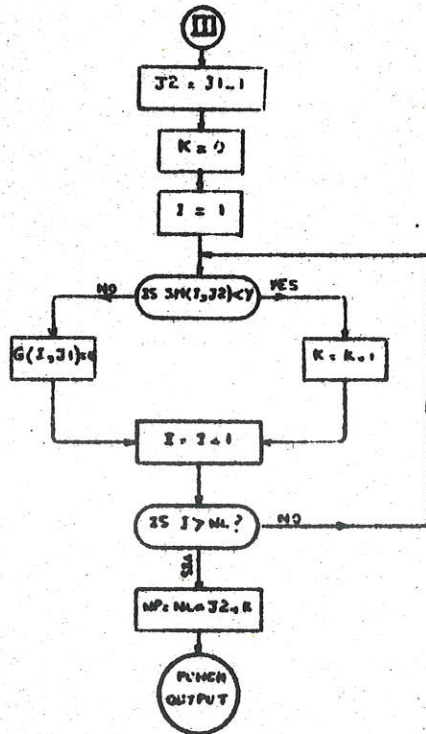 III
J2 = J1-1
K = 0
I = 1
IS SM(I,J2)<Y
NO
YES
G(I,J1)=0
K = K+1
I = I+1
IS I > NL?
NO
YES
PUNCH
OUTPUT